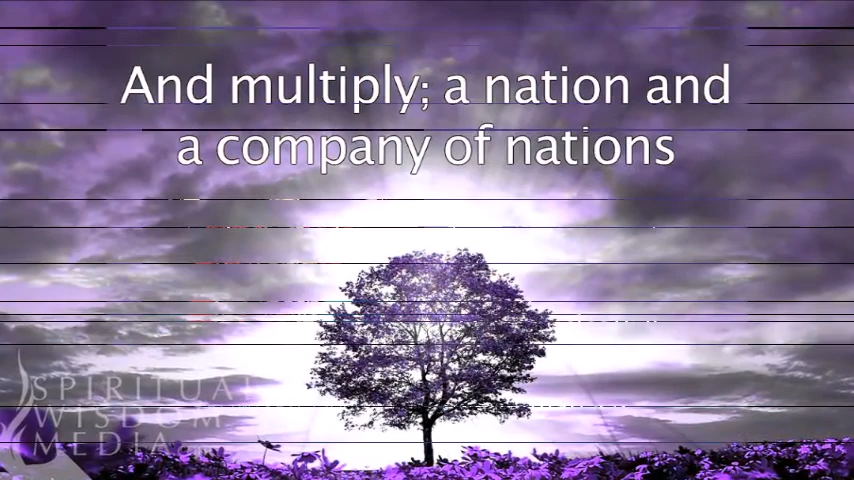 And multiply; a nation and
a company of nations
SPIRITUAL
WISDOM
MEDIA